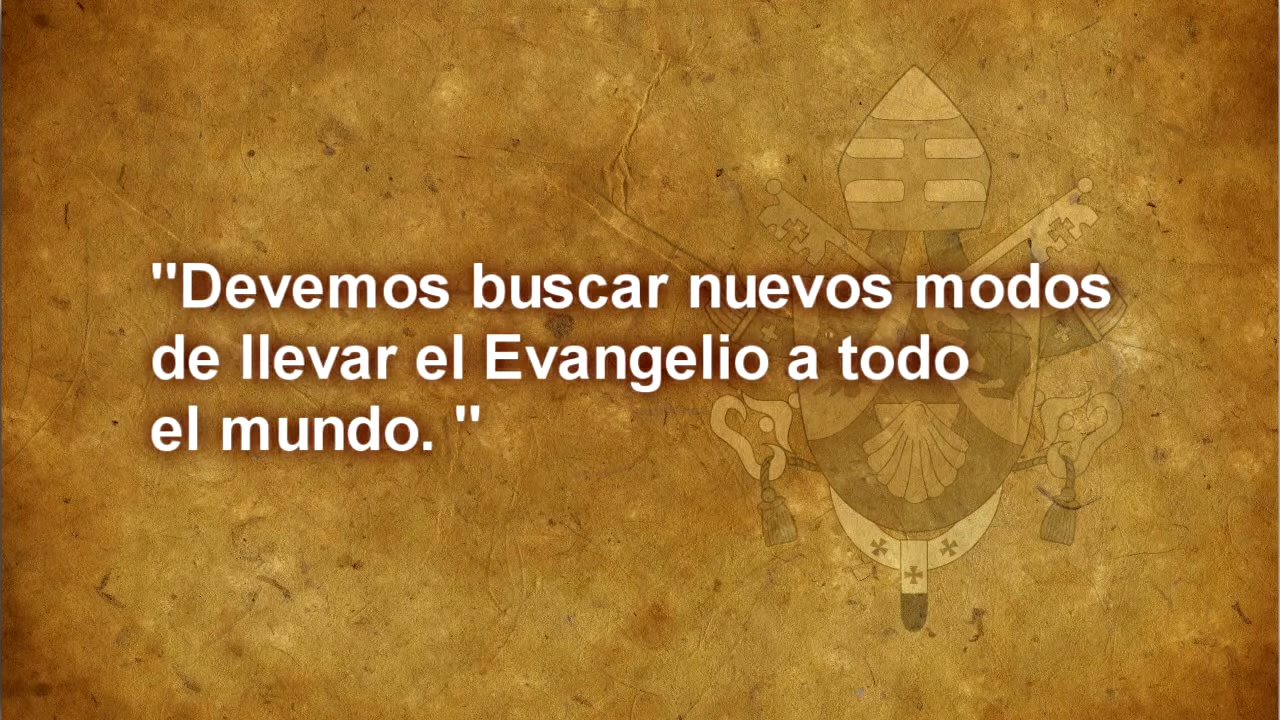 "Devemos buscar nuevos modos
de llevar el Evangelio a todo
el mundo. "